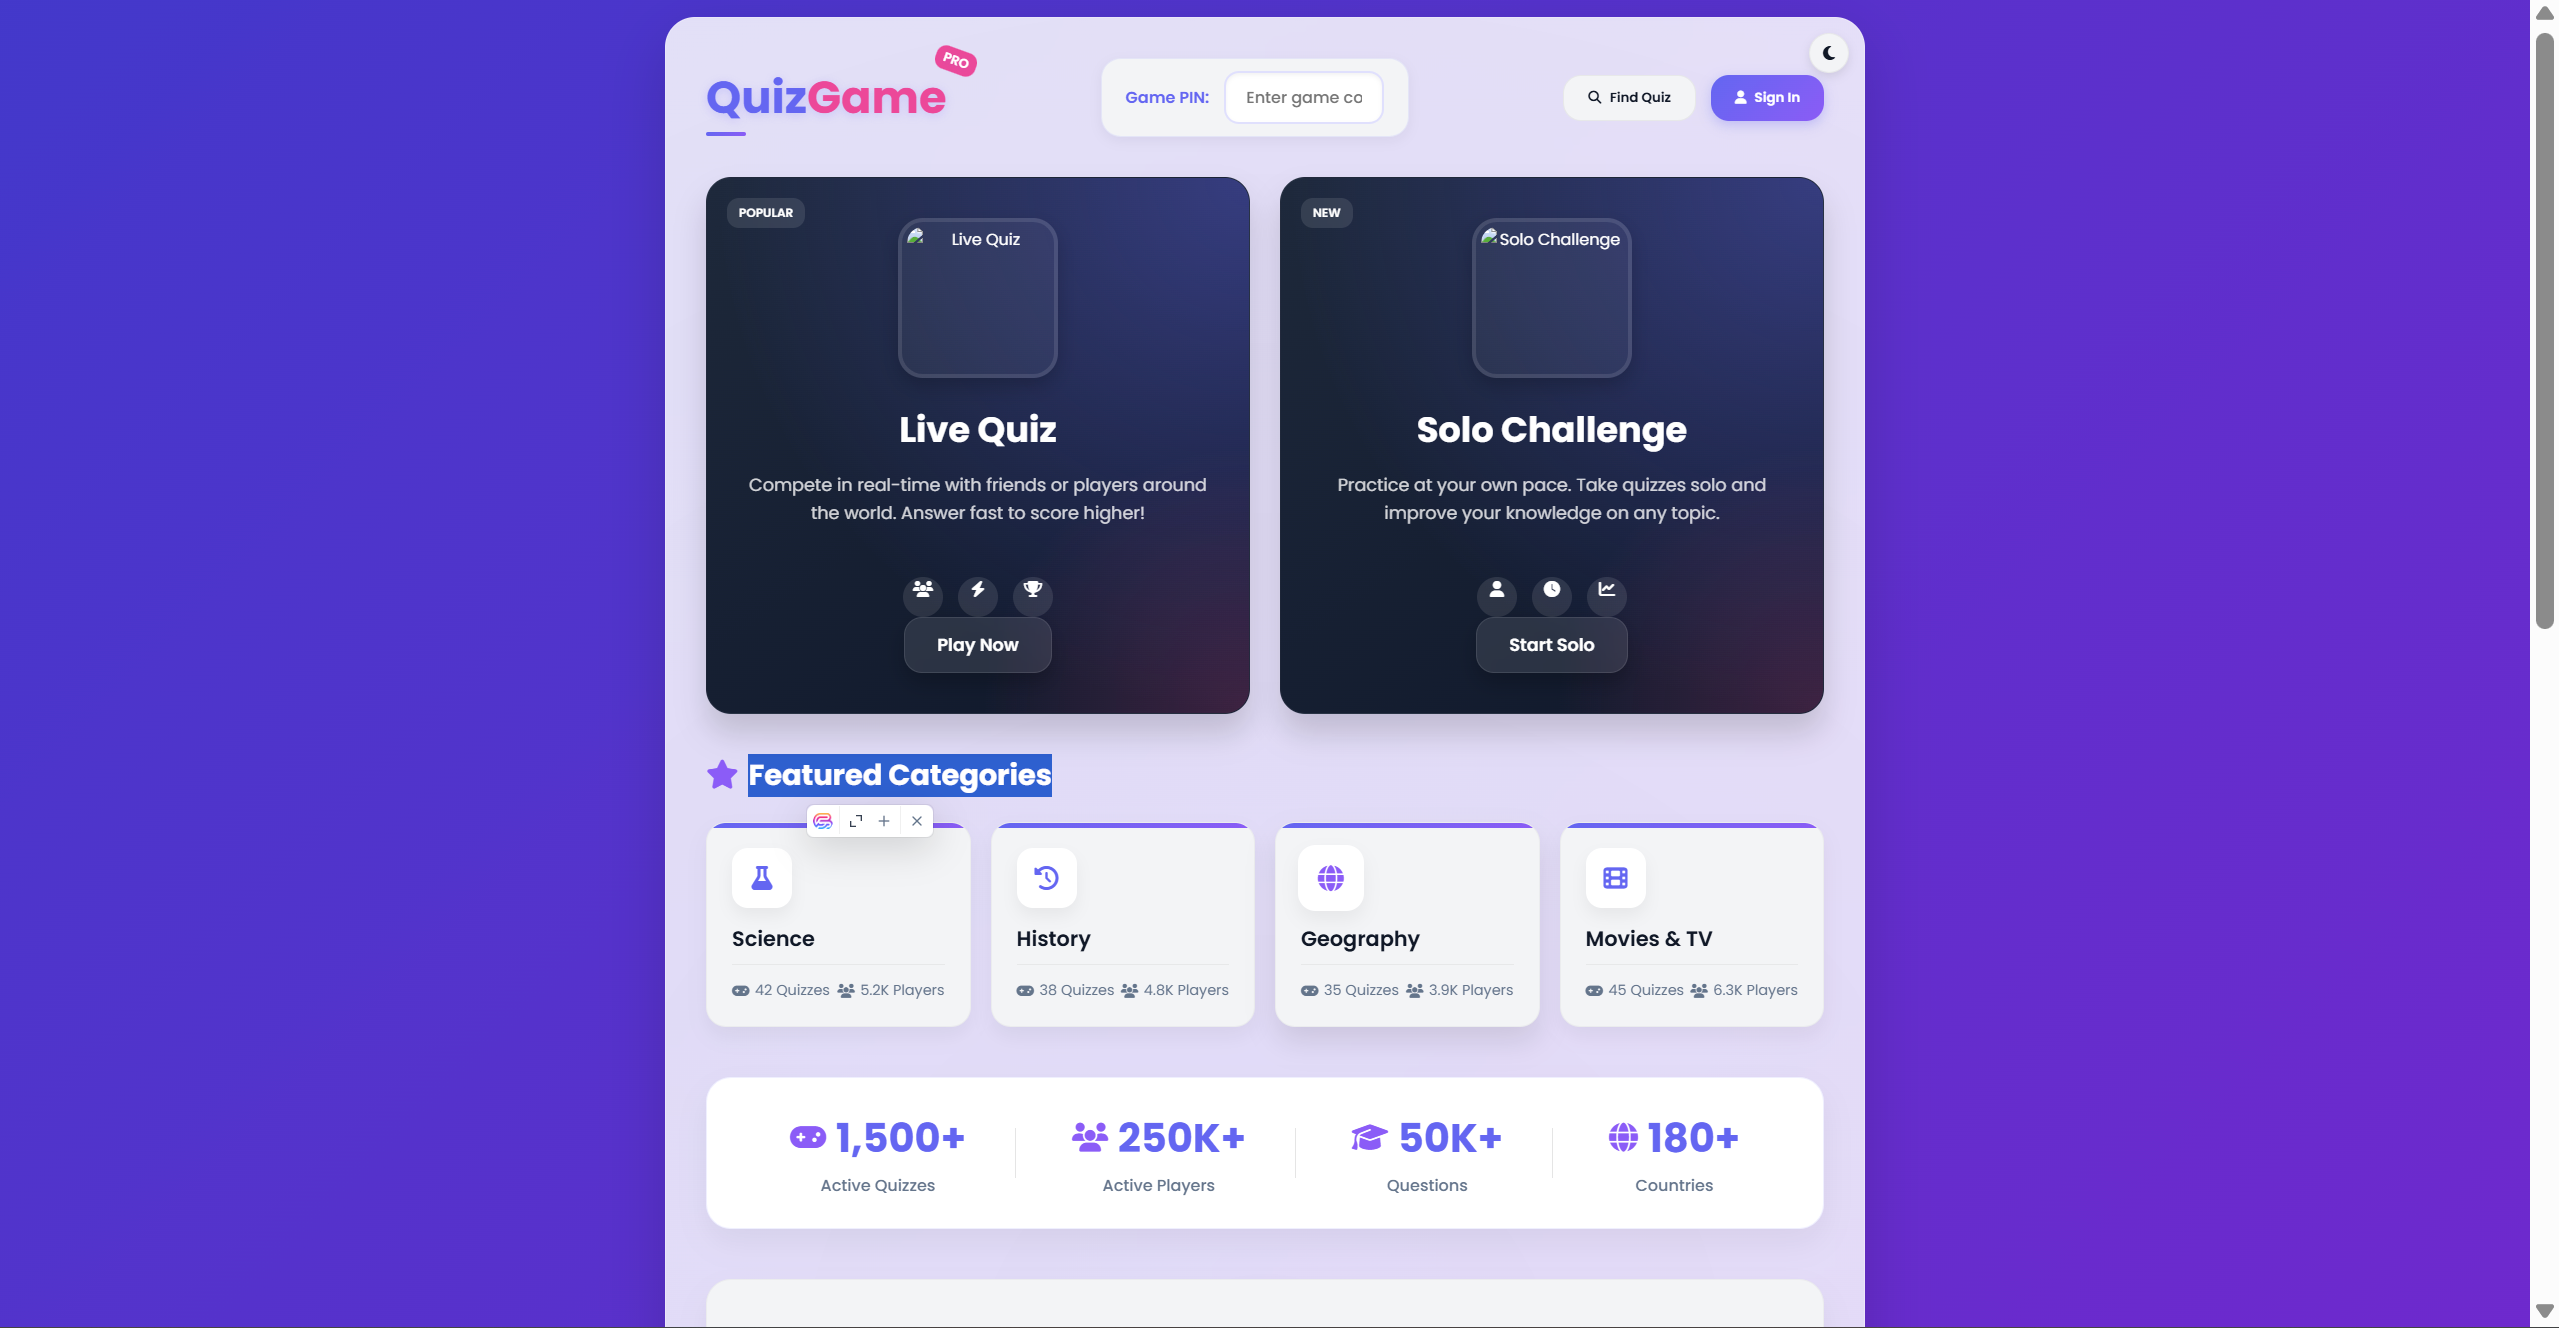 QuizGame
PRO
Game PIN:
Enter game co
Find Quiz
Sign In
POPULAR
Live Quiz
Live Quiz
Compete in real-time with friends or players around
the world. Answer fast to score higher!
Play Now
NEW
Solo Challenge
Solo Challenge
Practice at your own pace. Take quizzes solo and
improve your knowledge on any topic.
Start Solo
Featured Categories
Science
42 Quizzes 5.2K Players
History
38 Quizzes 4.8K Players
Geography
35 Quizzes 3.9K Players
Movies & TV
45 Quizzes 6.3K Players
1,500+
Active Quizzes
250K+
Active Players
50K+
Questions
180+
Countries